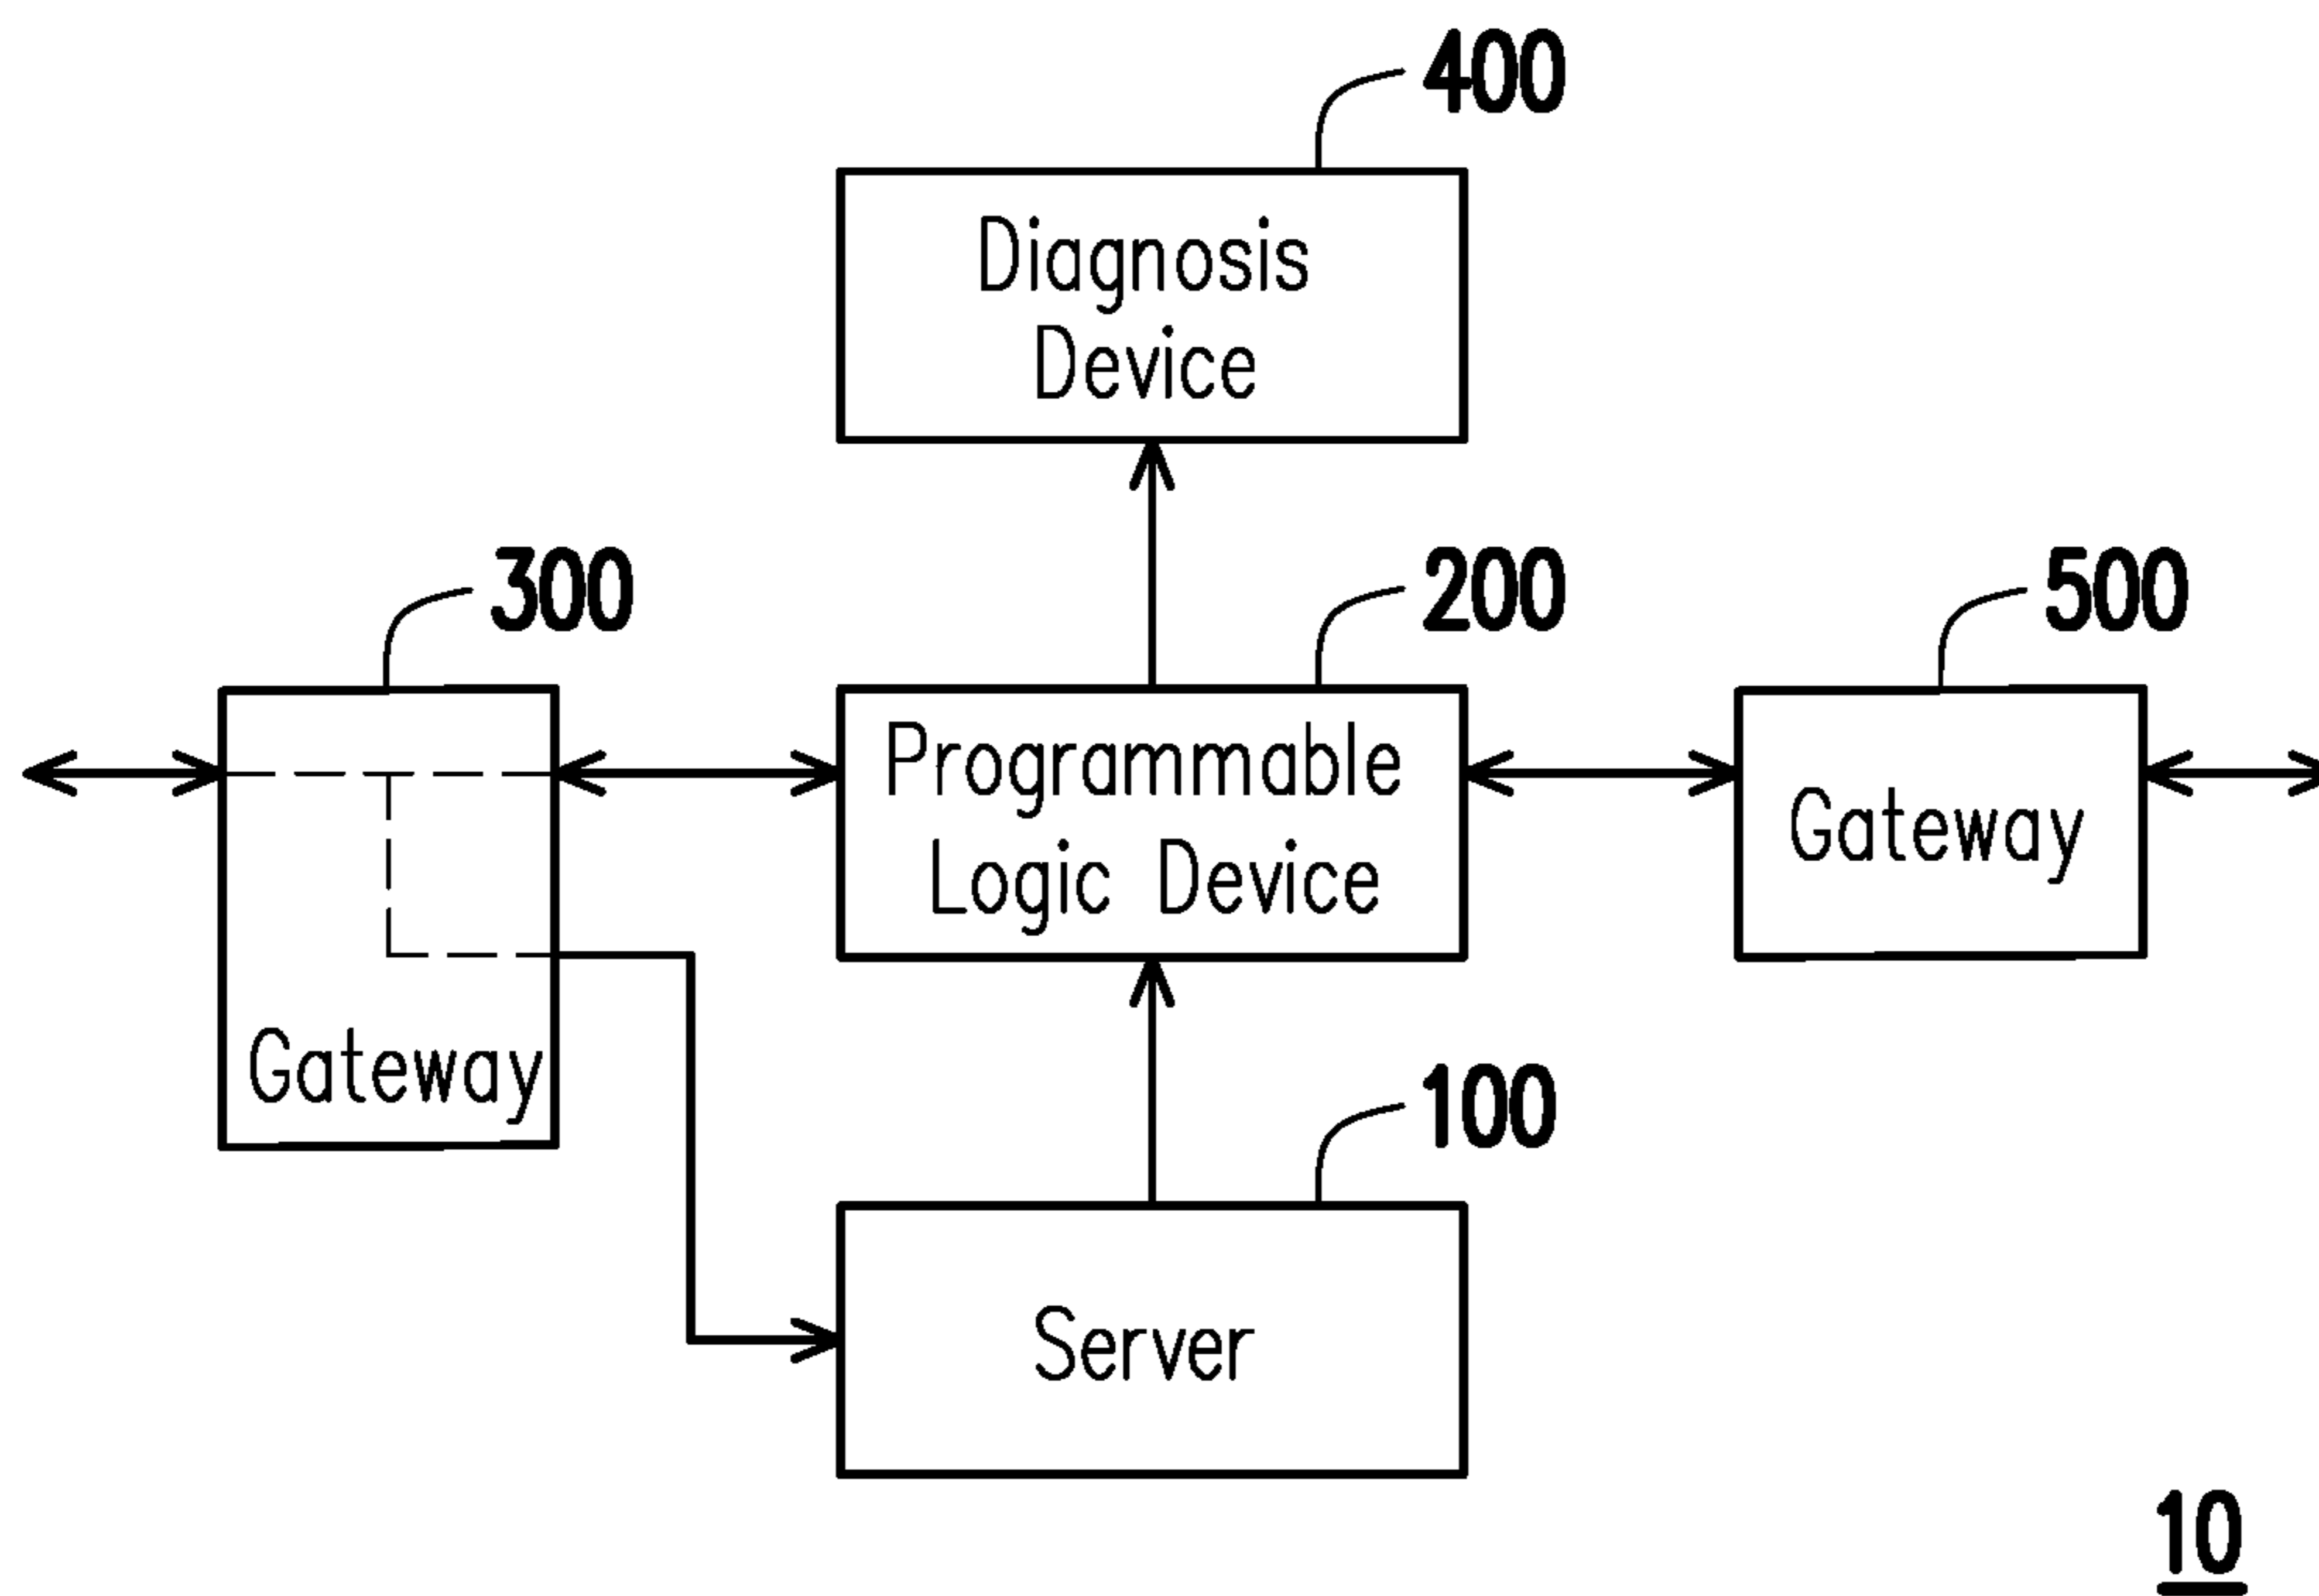 400
Diagnosis
Device
300
200
500
Programmable
Logic Device
Gateway
Gateway
100
Server
10